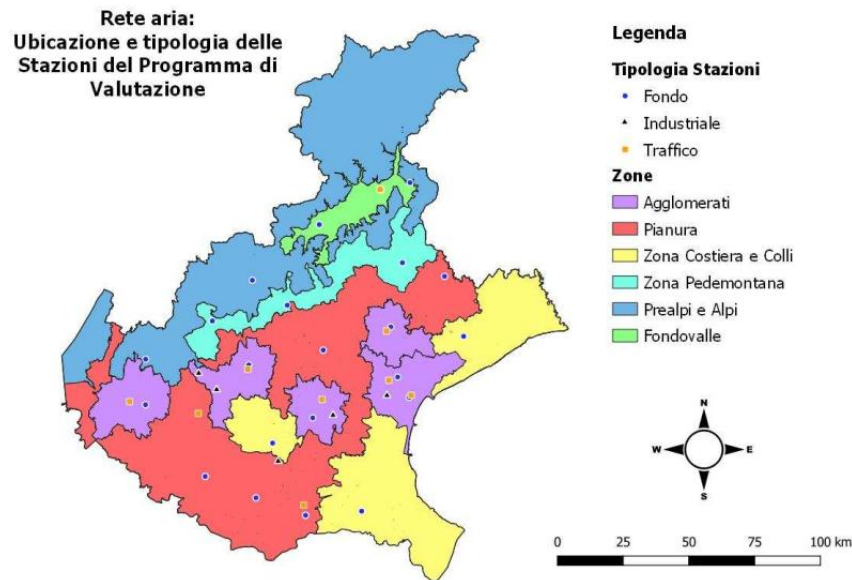 Rete aria:
Ubicazione e tipologia delle
Stazioni del Programma di
Valutazione
Legenda
Tipologia Stazioni
Fondo
Industriale
Traffico
Zone
Agglomerati
Pianura
Zona Costiera e Colli
Zona Pedemontana
Prealpi e Alpi
Fondovalle
N
W E
S
0 25 50 75 100 km